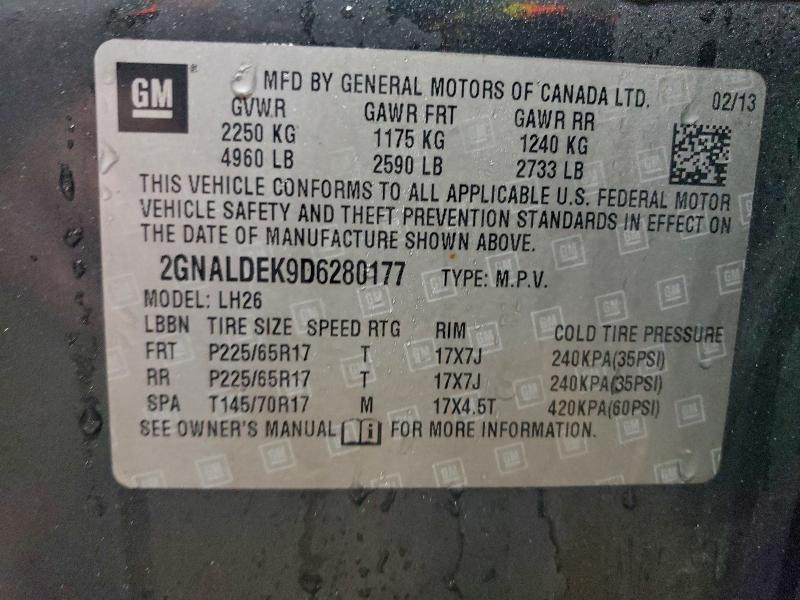 GM® MFD BY GENERAL MOTORS OF CANADA LTD. 02/13
GVWR GAWR FRT GAWR RR
2250 KG 1175 KG 1240 KG
4960 LB 2590 LB 2733 LB
THIS VEHICLE CONFORMS TO ALL APPLICABLE U.S. FEDERAL MOTOR
VEHICLE SAFETY AND THEFT PREVENTION STANDARDS IN EFFECT ON
THE DATE OF MANUFACTURE SHOWN ABOVE.
2GNALDEK9D6280177 TYPE: M.P.V.
MODEL: LH26
LBBN TIRE SIZE SPEED RTG RIM COLD TIRE PRESSURE
FRT P225/65R17 T 17X7J 240KPA(35PSI)
RR P225/65R17 T 17X7J 240KPA(35PSI)
SPA T145/70R17 M 17X4.5T 420KPA(60PSI)
SEE OWNER'S MANUAL i FOR MORE INFORMATION.